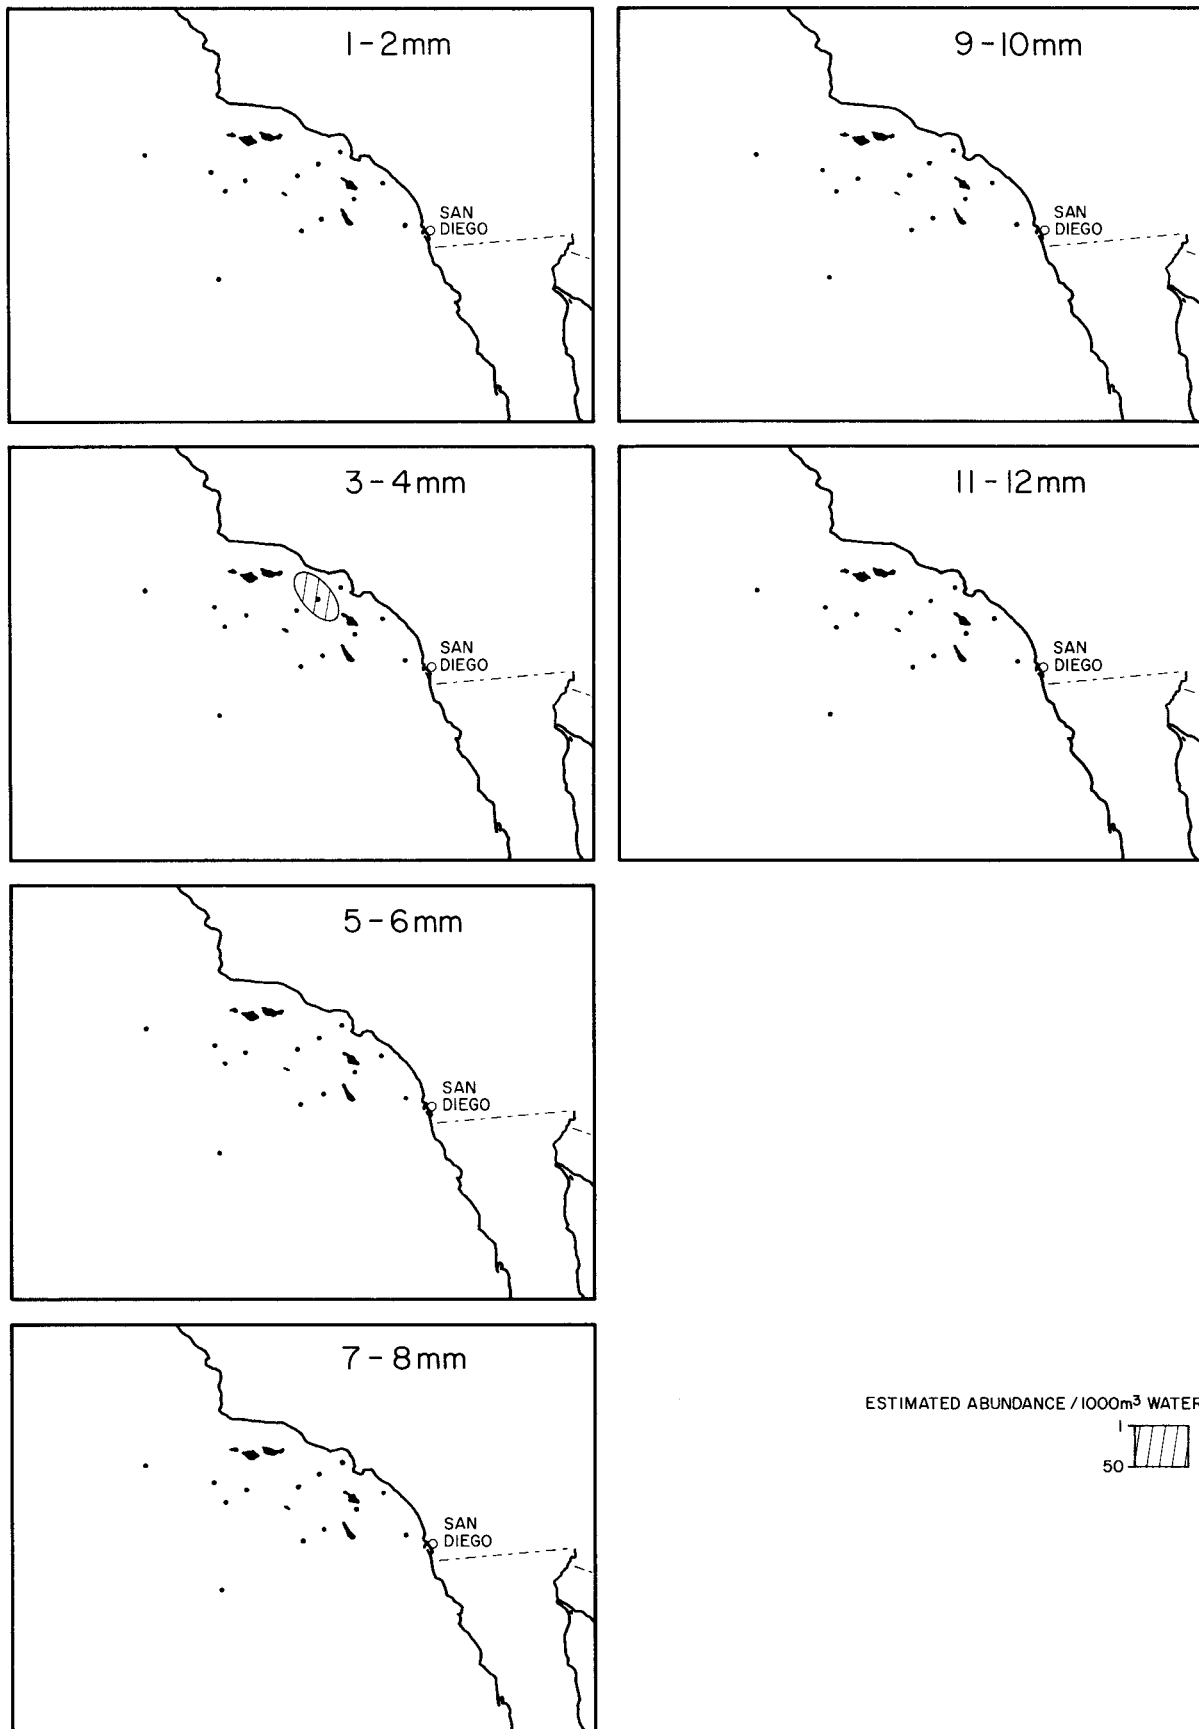 1-2mm
SAN
DIEGO
9-10mm
SAN
DIEGO
3-4mm
SAN
DIEGO
11-12mm
SAN
DIEGO
5-6mm
SAN
DIEGO
7-8mm
SAN
DIEGO
ESTIMATED ABUNDANCE / 1000m³ WATER
1
50